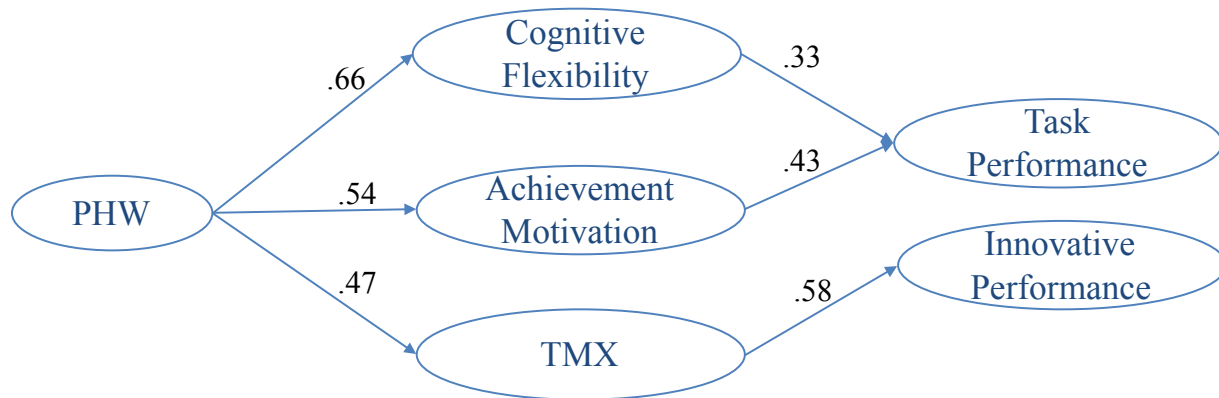 Cognitive
Flexibility
.66
.33
Task
Performance
PHW
.54
Achievement
Motivation
.43
Innovative
Performance
.47
.58
TMX